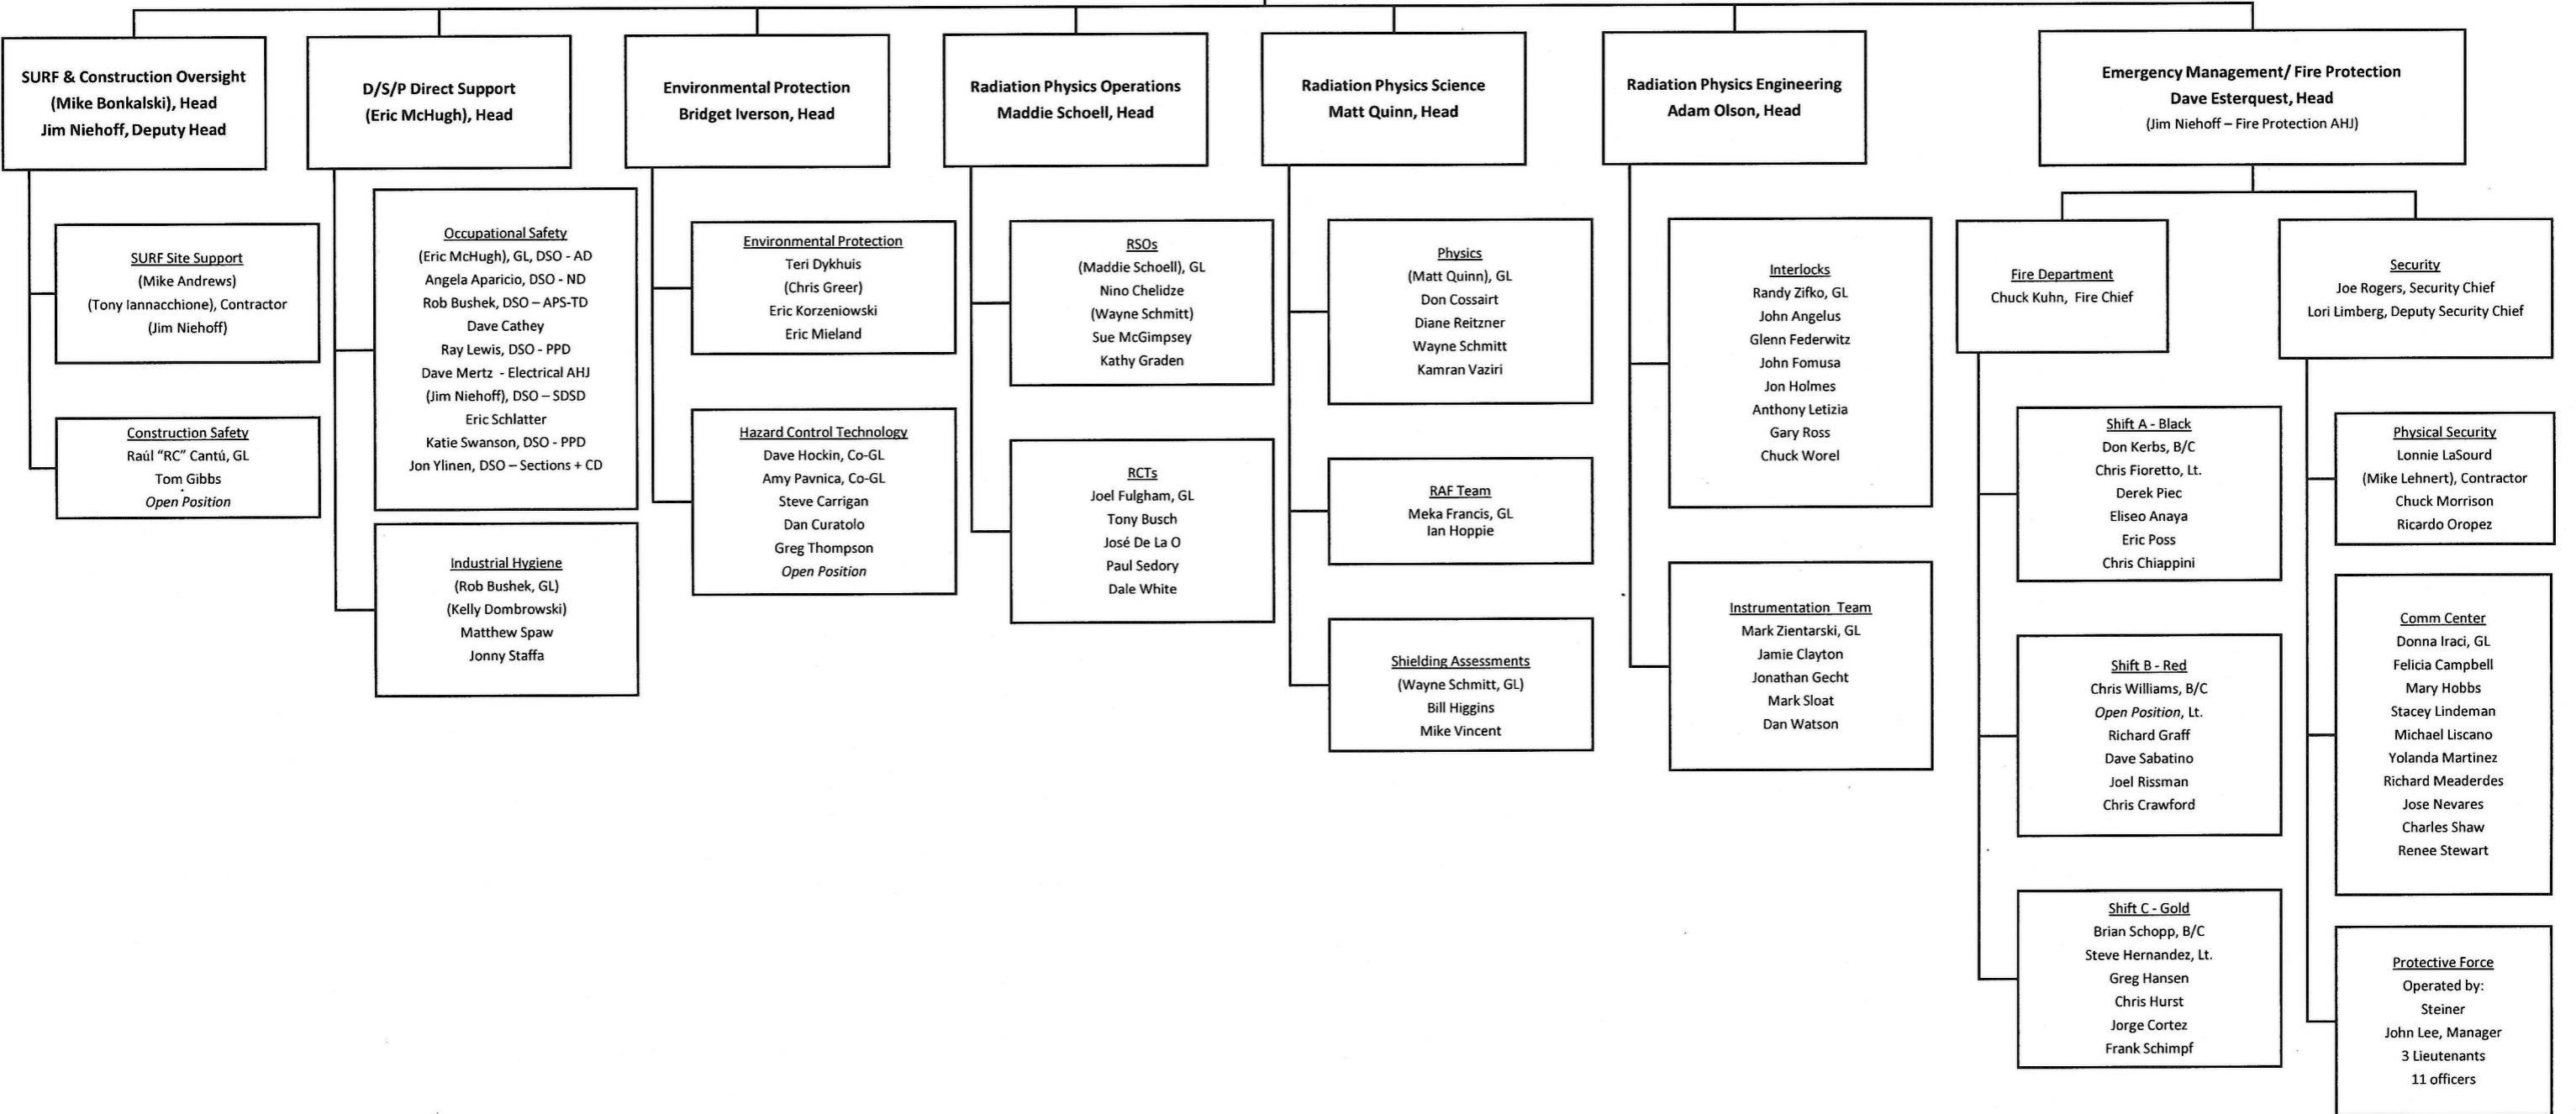 SURF & Construction Oversight
(Mike Bonkalski), Head
Jim Niehoff, Deputy Head
SURF Site Support
(Mike Andrews)
(Tony Iannacchione), Contractor
(Jim Niehoff)
Construction Safety
Raúl “RC” Cantú, GL
Tom Gibbs
Open Position
D/S/P Direct Support
(Eric McHugh), Head
Occupational Safety
(Eric McHugh), GL, DSO - AD
Angela Aparicio, DSO - ND
Rob Bushek, DSO – APS-TD
Dave Cathey
Ray Lewis, DSO - PPD
Dave Mertz - Electrical AHJ
(Jim Niehoff), DSO – SDSD
Eric Schlatter
Katie Swanson, DSO - PPD
Jon Ylinen, DSO – Sections + CD
Industrial Hygiene
(Rob Bushek, GL)
(Kelly Dombrowski)
Matthew Spaw
Jonny Staffa
Environmental Protection
Bridget Iverson, Head
Environmental Protection
Teri Dykhuis
(Chris Greer)
Eric Korzeniowski
Eric Mieland
Hazard Control Technology
Dave Hockin, Co-GL
Amy Pavnica, Co-GL
Steve Carrigan
Dan Curatolo
Greg Thompson
Open Position
Radiation Physics Operations
Maddie Schoell, Head
RSOs
(Maddie Schoell), GL
Nino Chelidze
(Wayne Schmitt)
Sue McGimpsey
Kathy Graden
RCTs
Joel Fulgham, GL
Tony Busch
José De La O
Paul Sedory
Dale White
Radiation Physics Science
Matt Quinn, Head
Physics
(Matt Quinn), GL
Don Cossairt
Diane Reitzner
Wayne Schmitt
Kamran Vaziri
RAF Team
Meka Francis, GL
Ian Hoppie
Shielding Assessments
(Wayne Schmitt, GL)
Bill Higgins
Mike Vincent
Radiation Physics Engineering
Adam Olson, Head
Interlocks
Randy Zifko, GL
John Angelus
Glenn Federwitz
John Fomusa
Jon Holmes
Anthony Letizia
Gary Ross
Chuck Worel
Instrumentation Team
Mark Zientarski, GL
Jamie Clayton
Jonathan Gecht
Mark Sloat
Dan Watson
Emergency Management/ Fire Protection
Dave Esterquest, Head
(Jim Niehoff – Fire Protection AHJ)
Fire Department
Chuck Kuhn, Fire Chief
Shift A - Black
Don Kerbs, B/C
Chris Fioretto, Lt.
Derek Piec
Eliseo Anaya
Eric Poss
Chris Chiappini
Shift B - Red
Chris Williams, B/C
Open Position, Lt.
Richard Graff
Dave Sabatino
Joel Rissman
Chris Crawford
Shift C - Gold
Brian Schopp, B/C
Steve Hernandez, Lt.
Greg Hansen
Chris Hurst
Jorge Cortez
Frank Schimpf
Security
Joe Rogers, Security Chief
Lori Limberg, Deputy Security Chief
Physical Security
Lonnie LaSourd
(Mike Lehnert), Contractor
Chuck Morrison
Ricardo Oropez
Comm Center
Donna Iraci, GL
Felicia Campbell
Mary Hobbs
Stacey Lindeman
Michael Liscano
Yolanda Martinez
Richard Meaderdes
Jose Nevares
Charles Shaw
Renee Stewart
Protective Force
Operated by:
Steiner
John Lee, Manager
3 Lieutenants
11 officers